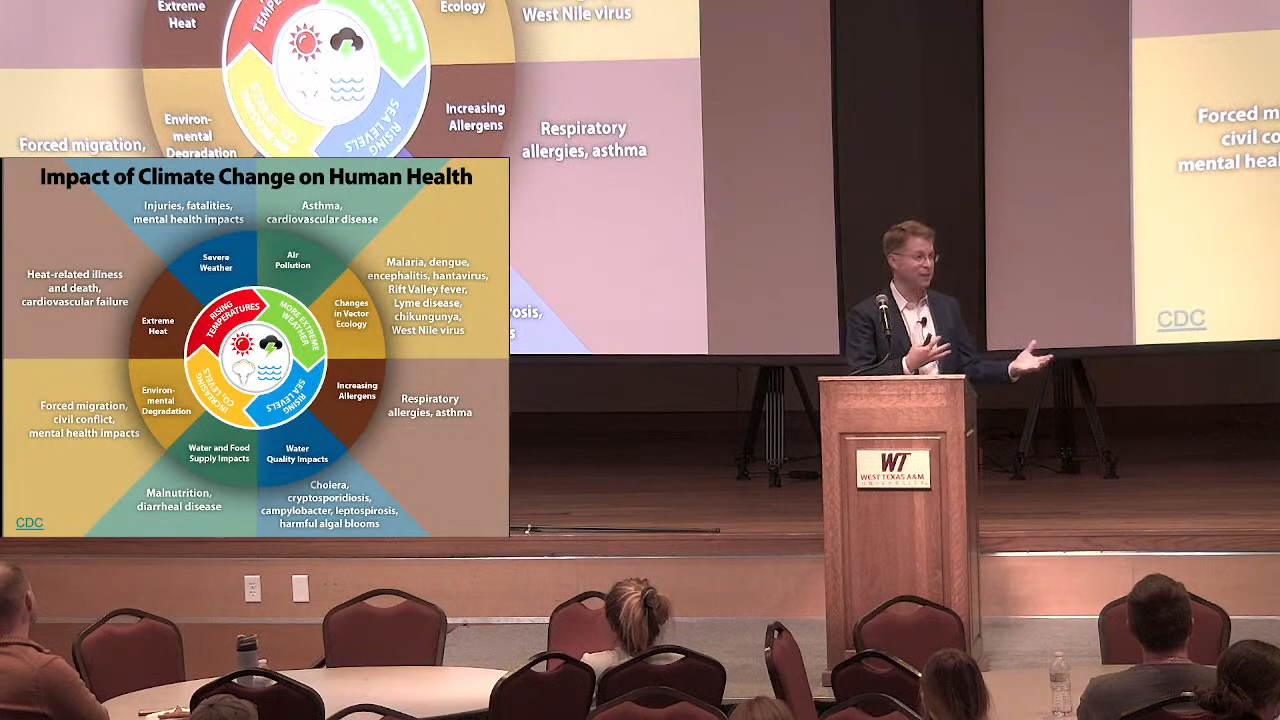 Extreme
Heat
Ecology
West Nile virus
Environ-
mental
Degradation
Forced migration,
Increasing
Allergens
Respiratory
allergies, asthma
RISING
SEA LEVELS
Forced m
civil co
mental heal
CDC
Impact of Climate Change on Human Health
Injuries, fatalities,
mental health impacts
Asthma,
cardiovascular disease
Severe
Weather
Air
Pollution
Heat-related illness
and death,
cardiovascular failure
Malaria, dengue,
encephalitis, hantavirus,
Rift Valley fever,
Lyme disease,
chikungunya,
West Nile virus
Extreme
Heat
Changes
in Vector
Ecology
RISING
TEMPERATURES
MORE EXTREME
WEATHER
INCREASING
CO₂ LEVELS
RISING
SEA LEVELS
Environ-
mental
Degradation
Increasing
Allergens
Forced migration,
civil conflict,
mental health impacts
Respiratory
allergies, asthma
Water and Food
Supply Impacts
Water
Quality Impacts
Malnutrition,
diarrheal disease
Cholera,
cryptosporidiosis,
campylobacter, leptospirosis,
harmful algal blooms
CDC
rosis,
s
WT
WEST TEXAS A&M
UNIVERSITY